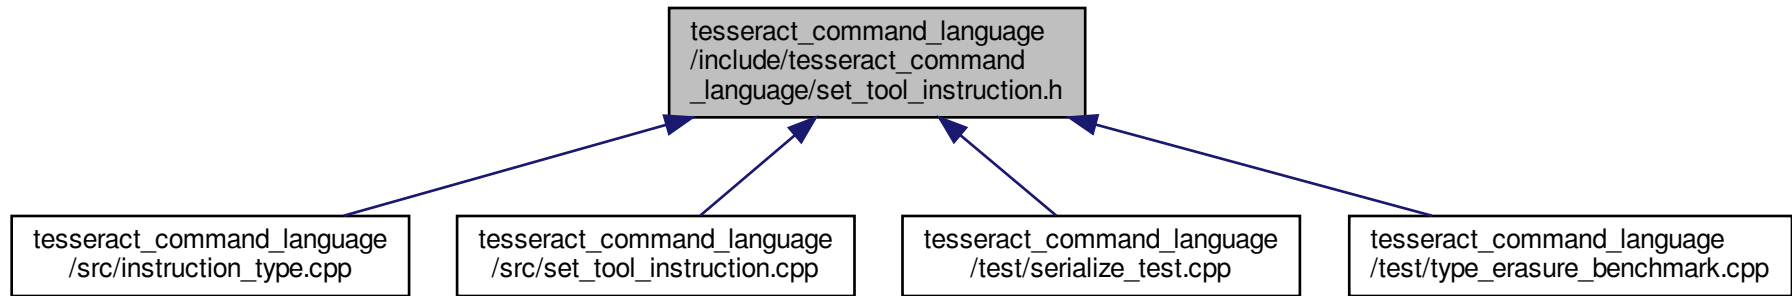 tesseract_command_language
/include/tesseract_command
_language/set_tool_instruction.h
tesseract_command_language
/src/instruction_type.cpp
tesseract_command_language
/src/set_tool_instruction.cpp
tesseract_command_language
/test/serialize_test.cpp
tesseract_command_language
/test/type_erasure_benchmark.cpp